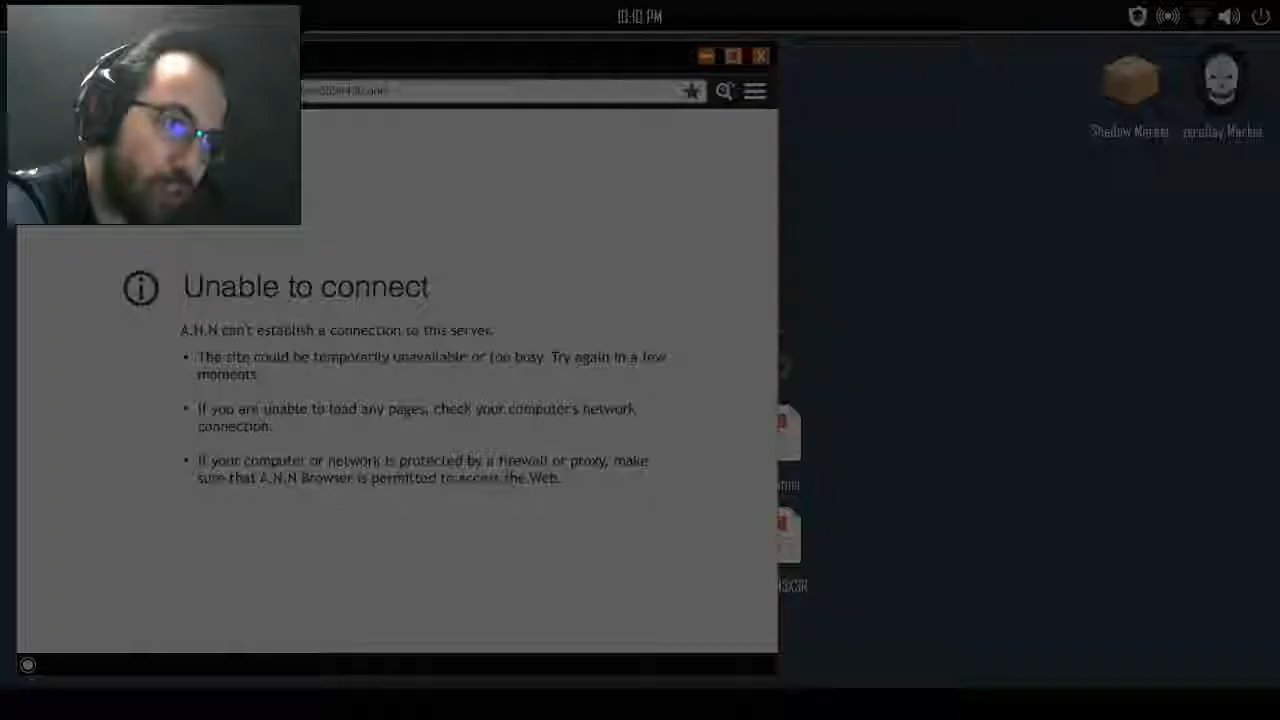 10:10 PM
Shadow Market
zeroDay Market
Unable to connect
A.N.N can't establish a connection to this server.
• The site could be temporarily unavailable or too busy. Try again in a few
moments.
• If you are unable to load any pages, check your computer's network
connection.
• If your computer or network is protected by a firewall or proxy, make
sure that A.N.N Browser is permitted to access the Web.